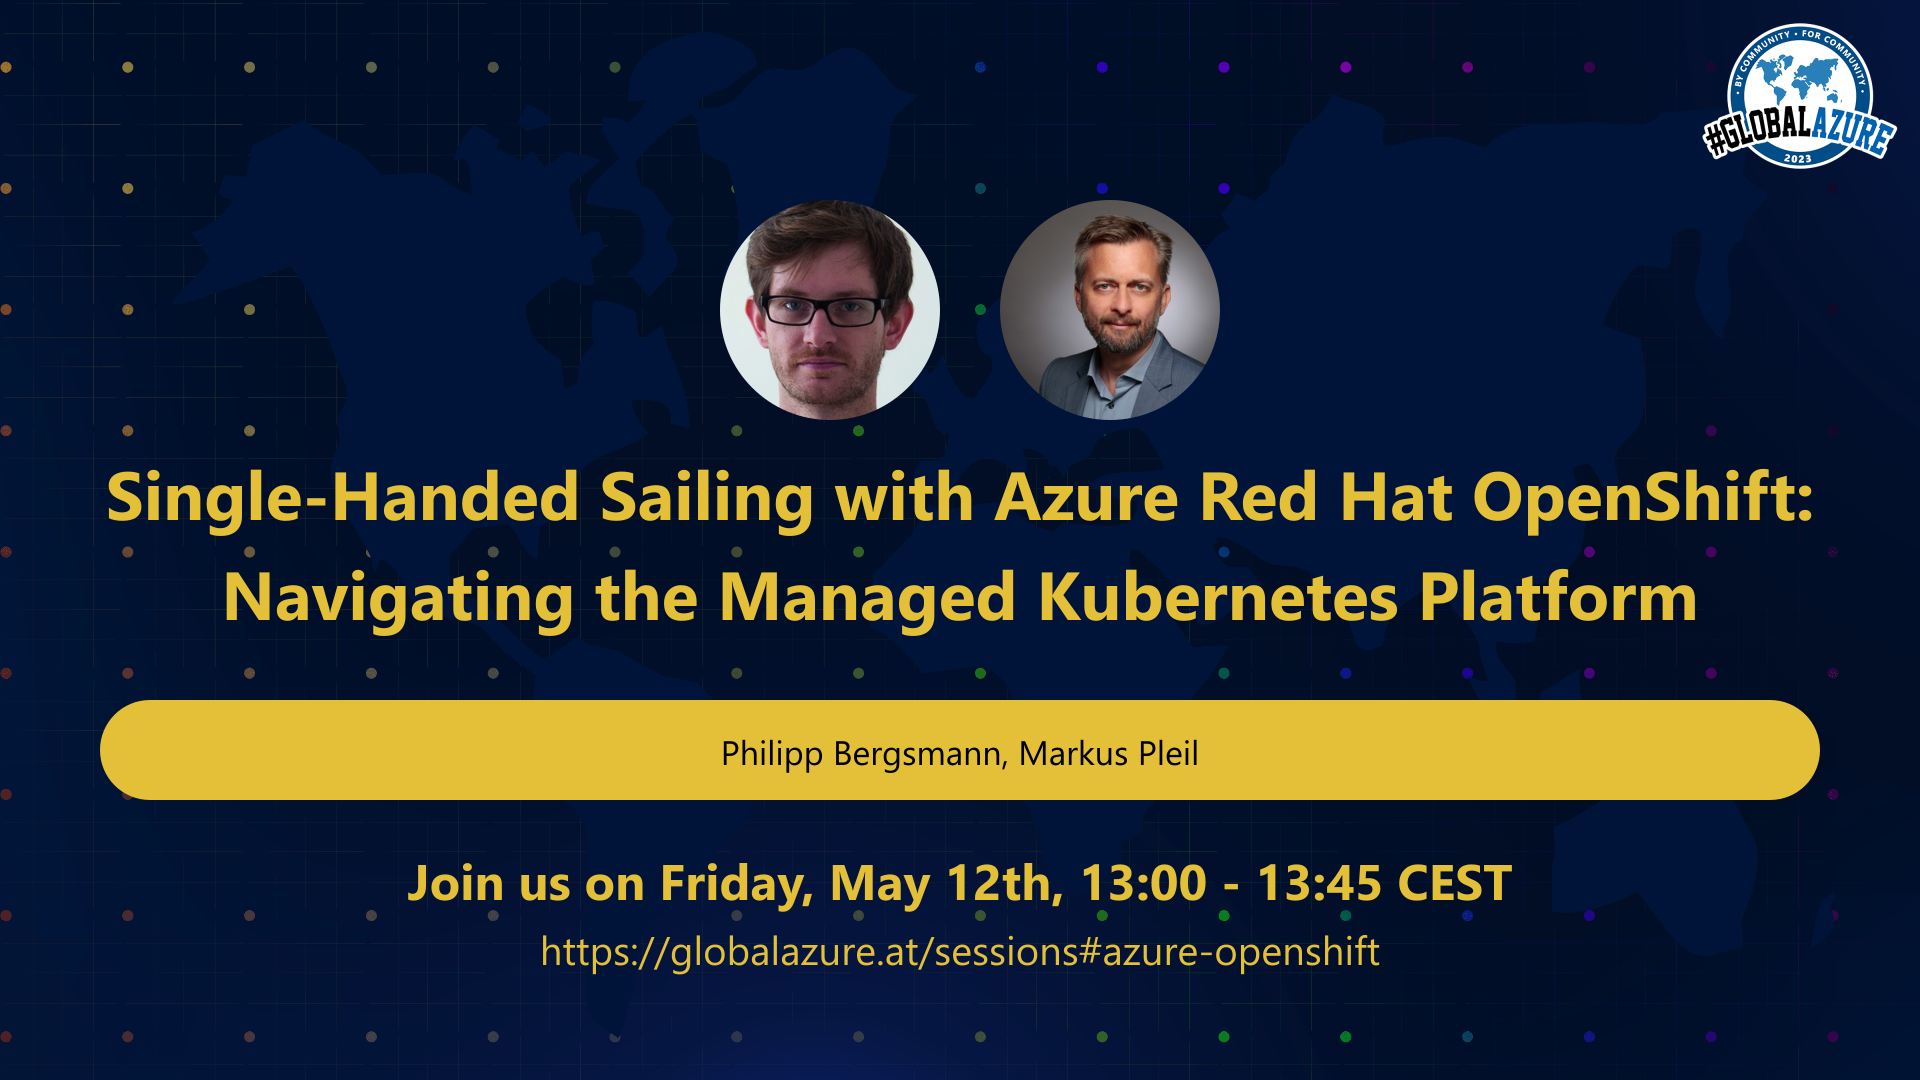 • BY COMMUNITY • FOR COMMUNITY •
#GLOBALAZURE
2023
Single-Handed Sailing with Azure Red Hat OpenShift:
Navigating the Managed Kubernetes Platform
Philipp Bergsmann, Markus Pleil
Join us on Friday, May 12th, 13:00 - 13:45 CEST
https://globalazure.at/sessions#azure-openshift